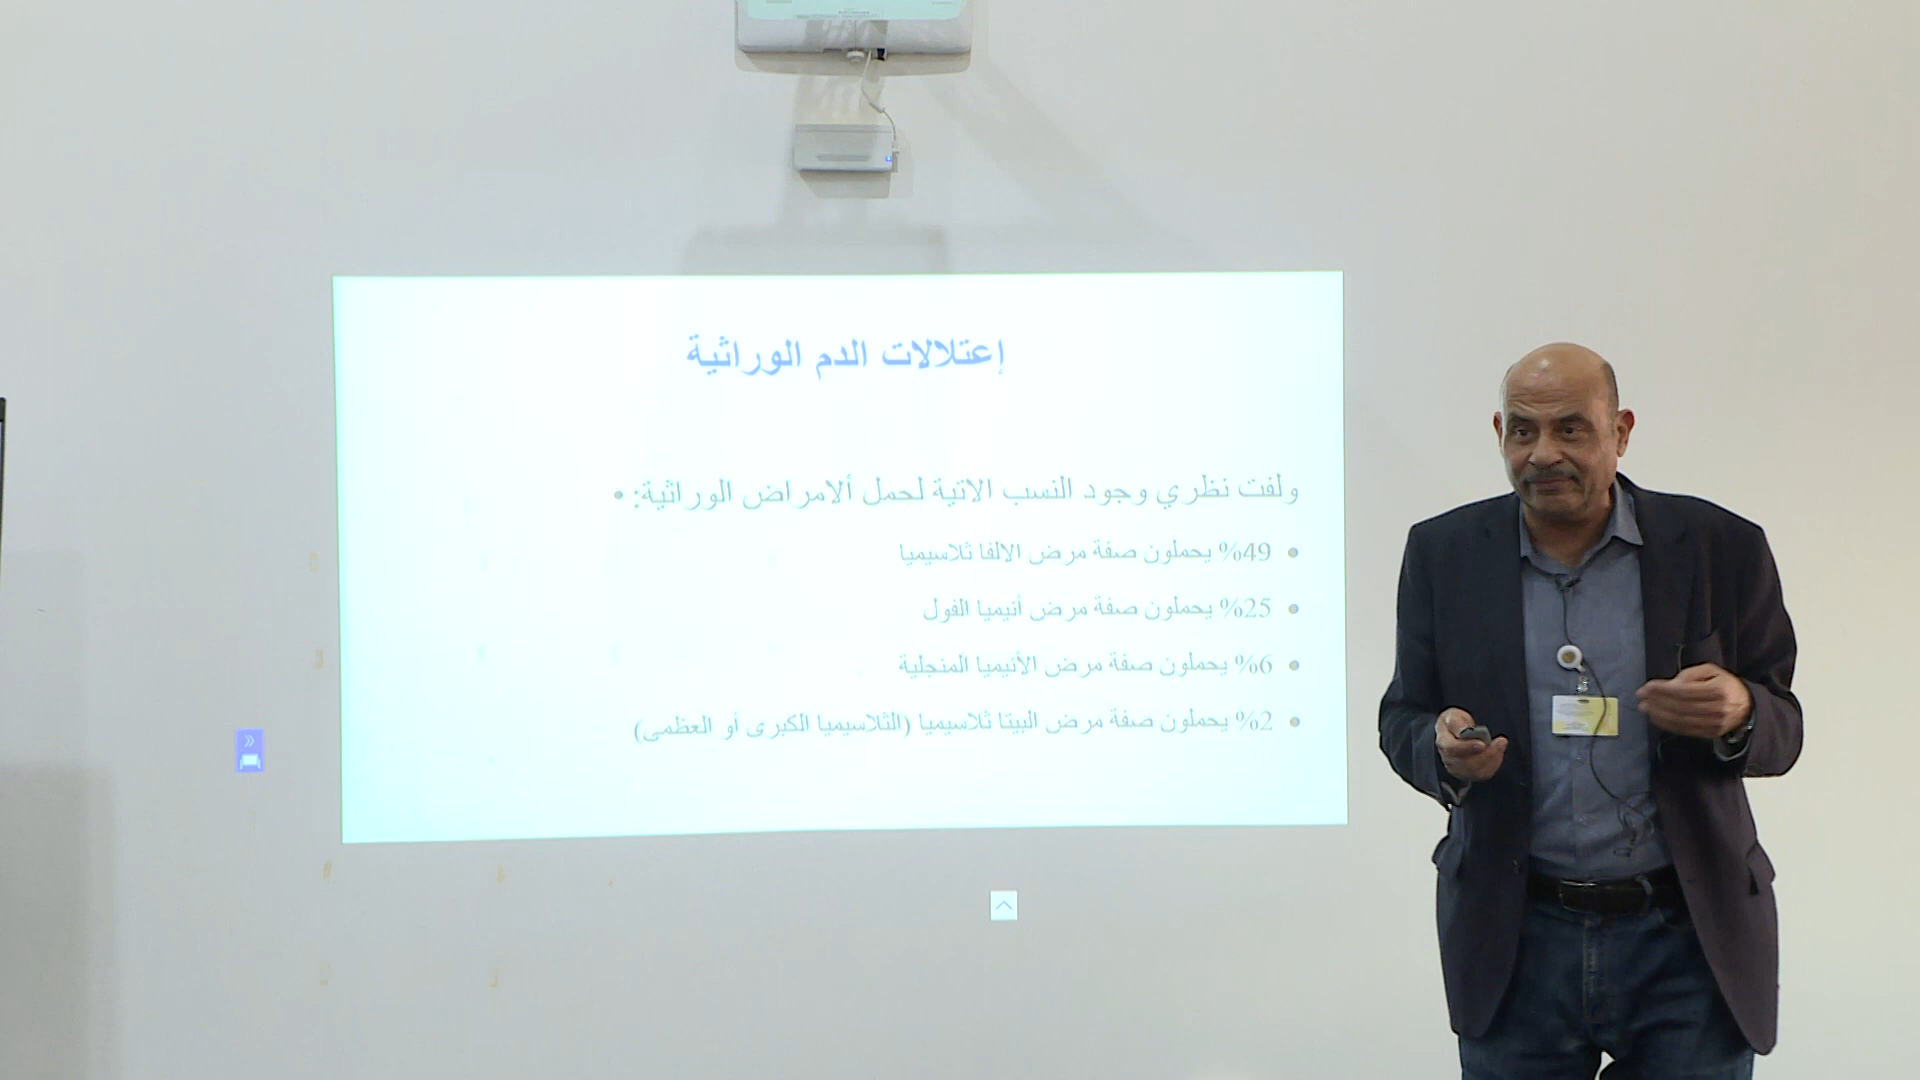 إعتلالات الدم الوراثية
ولفت نظري وجود النسب الاتية لحمل ألامراض الوراثية: •
• 49% يحملون صفة مرض الالفا ثلاسيميا
• 25% يحملون صفة مرض أنيميا الفول
• 6% يحملون صفة مرض الأنيميا المنجلية
• 2% يحملون صفة مرض البيتا ثلاسيميا (الثلاسيميا الكبرى أو العظمى)